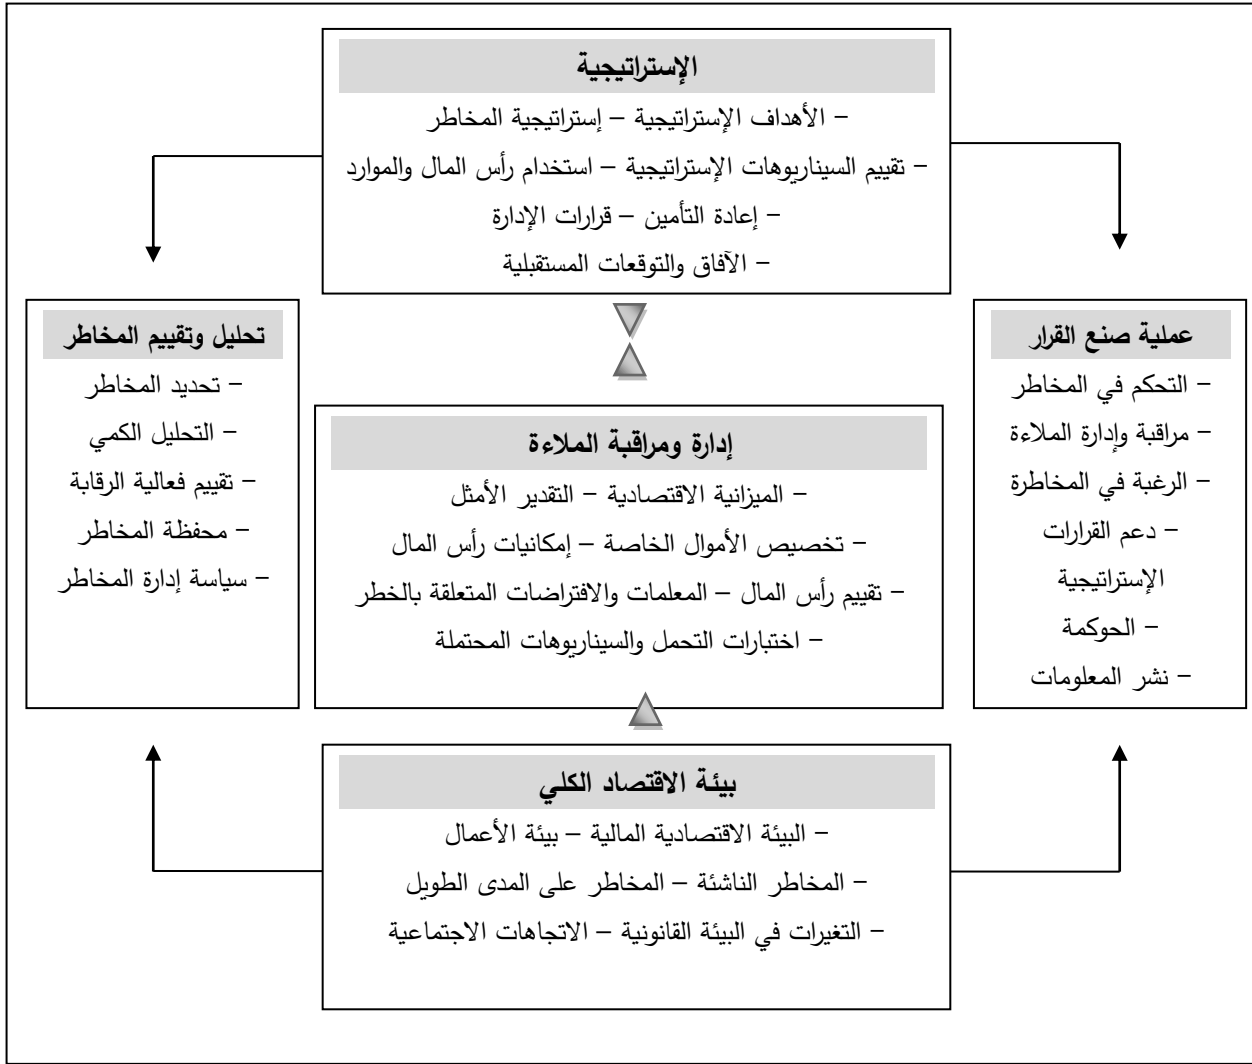 الإستراتيجية
– الأهداف الإستراتيجية – إستراتيجية المخاطر
– تقييم السيناريوهات الإستراتيجية – استخدام رأس المال والموارد
– إعادة التأمين – قرارات الإدارة
– الآفاق والتوقعات المستقبلية
عملية صنع القرار
– التحكم في المخاطر
– مراقبة وإدارة الملاءة
– الرغبة في المخاطرة
– دعم القرارات
الإستراتيجية
– الحوكمة
– نشر المعلومات
إدارة ومراقبة الملاءة
– الميزانية الاقتصادية – التقدير الأمثل
– تخصيص الأموال الخاصة – إمكانيات رأس المال
– تقييم رأس المال – المعلمات والافتراضات المتعلقة بالخطر
– اختبارات التحمل والسيناريوهات المحتملة
تحليل وتقييم المخاطر
– تحديد المخاطر
– التحليل الكمي
– تقييم فعالية الرقابة
– محفظة المخاطر
– سياسة إدارة المخاطر
بيئة الاقتصاد الكلي
– البيئة الاقتصادية المالية – بيئة الأعمال
– المخاطر الناشئة – المخاطر على المدى الطويل
– التغيرات في البيئة القانونية – الاتجاهات الاجتماعية